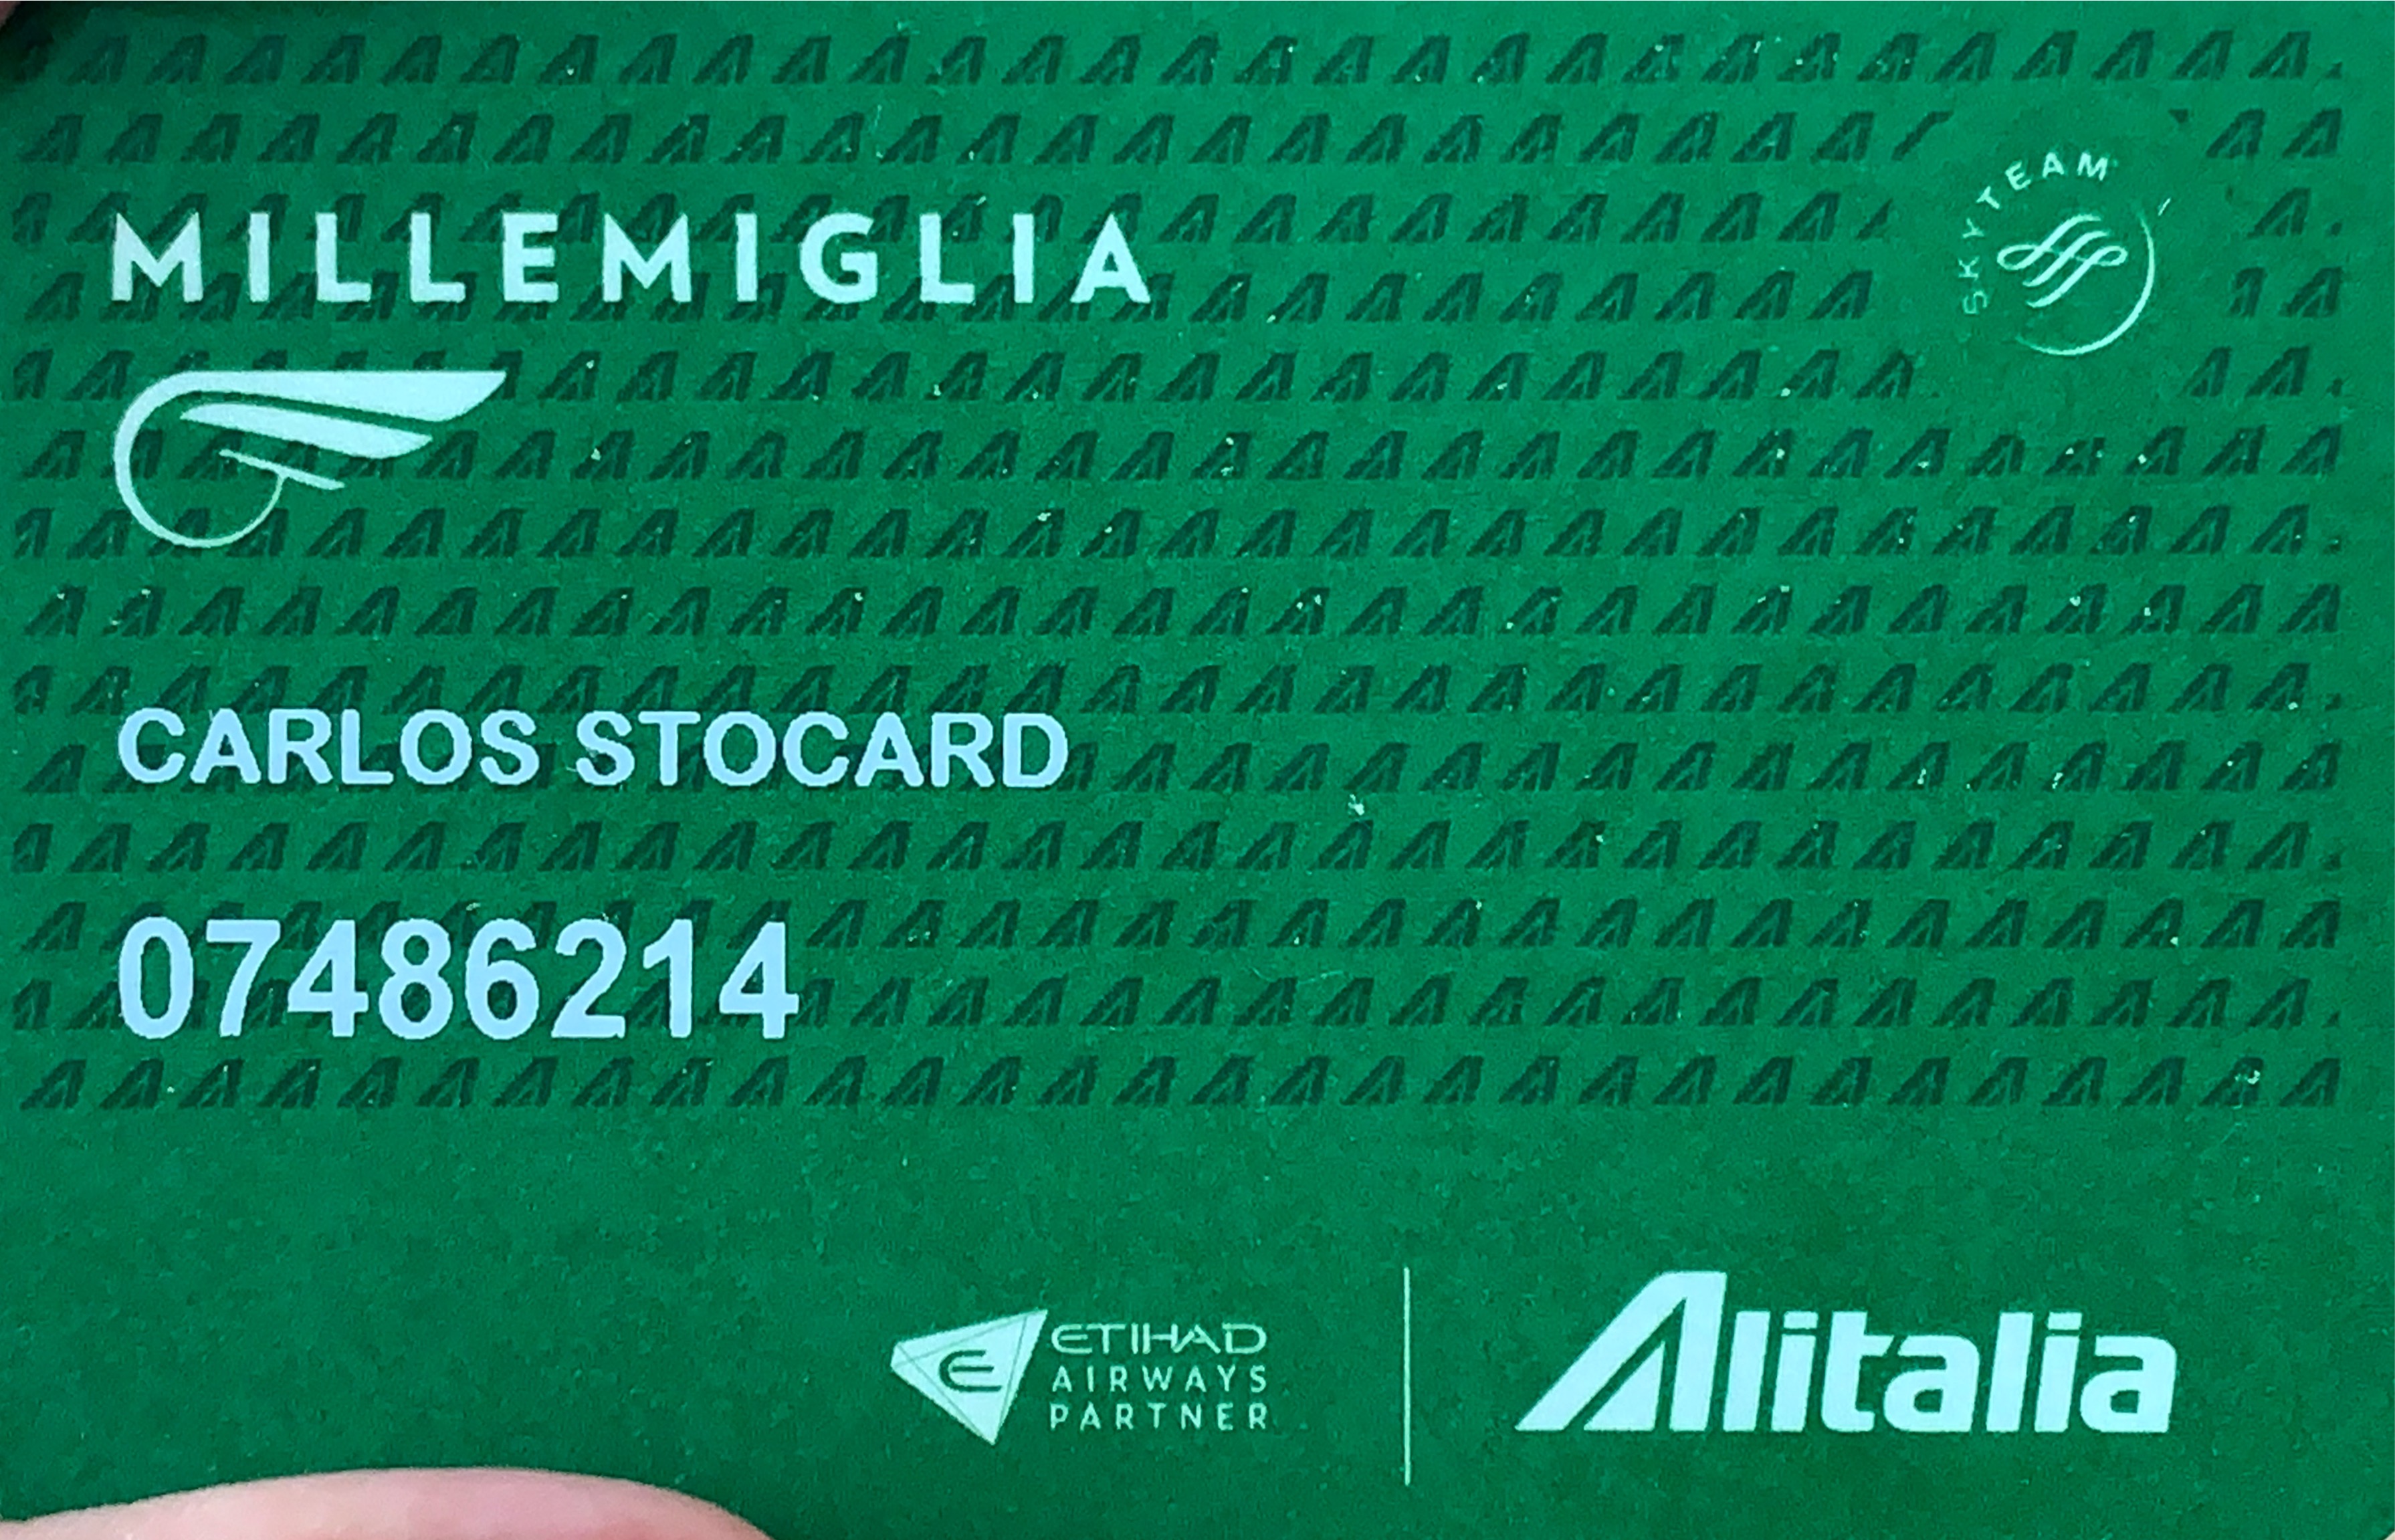 MILLEMIGLIA
SKYTEAM
CARLOS STOCARD
07486214
ETIHAD
AIRWAYS
PARTNER
Alitalia